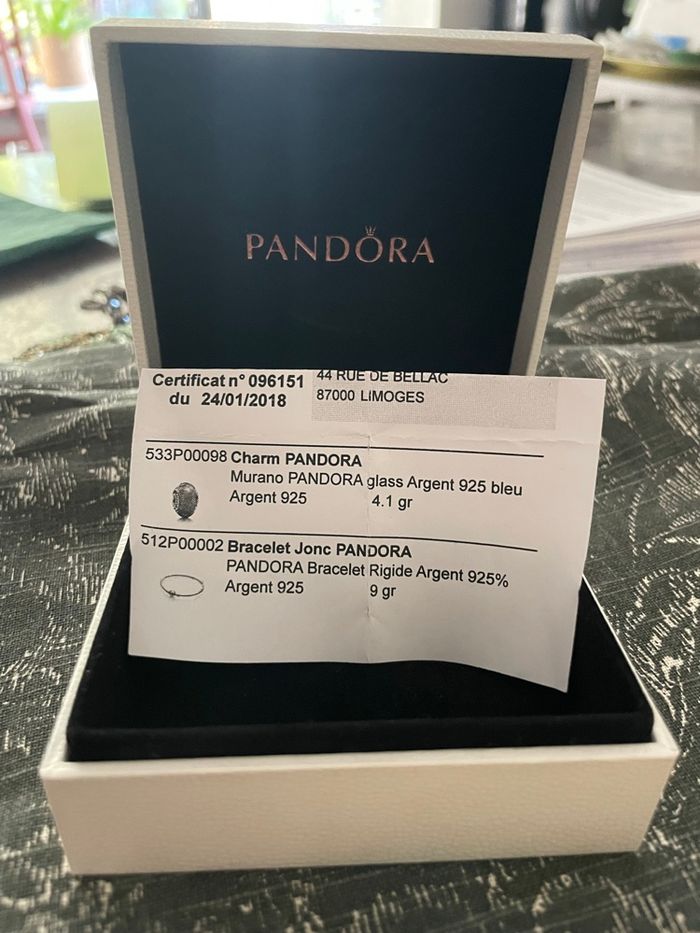 PANDORA
Certificat n° 096151
du 24/01/2018
44 RUE DE BELLAC
87000 LIMOGES
533P00098 Charm PANDORA
Murano PANDORA glass Argent 925 bleu
Argent 925 4.1 gr
512P00002 Bracelet Jonc PANDORA
PANDORA Bracelet Rigide Argent 925%
Argent 925 9 gr